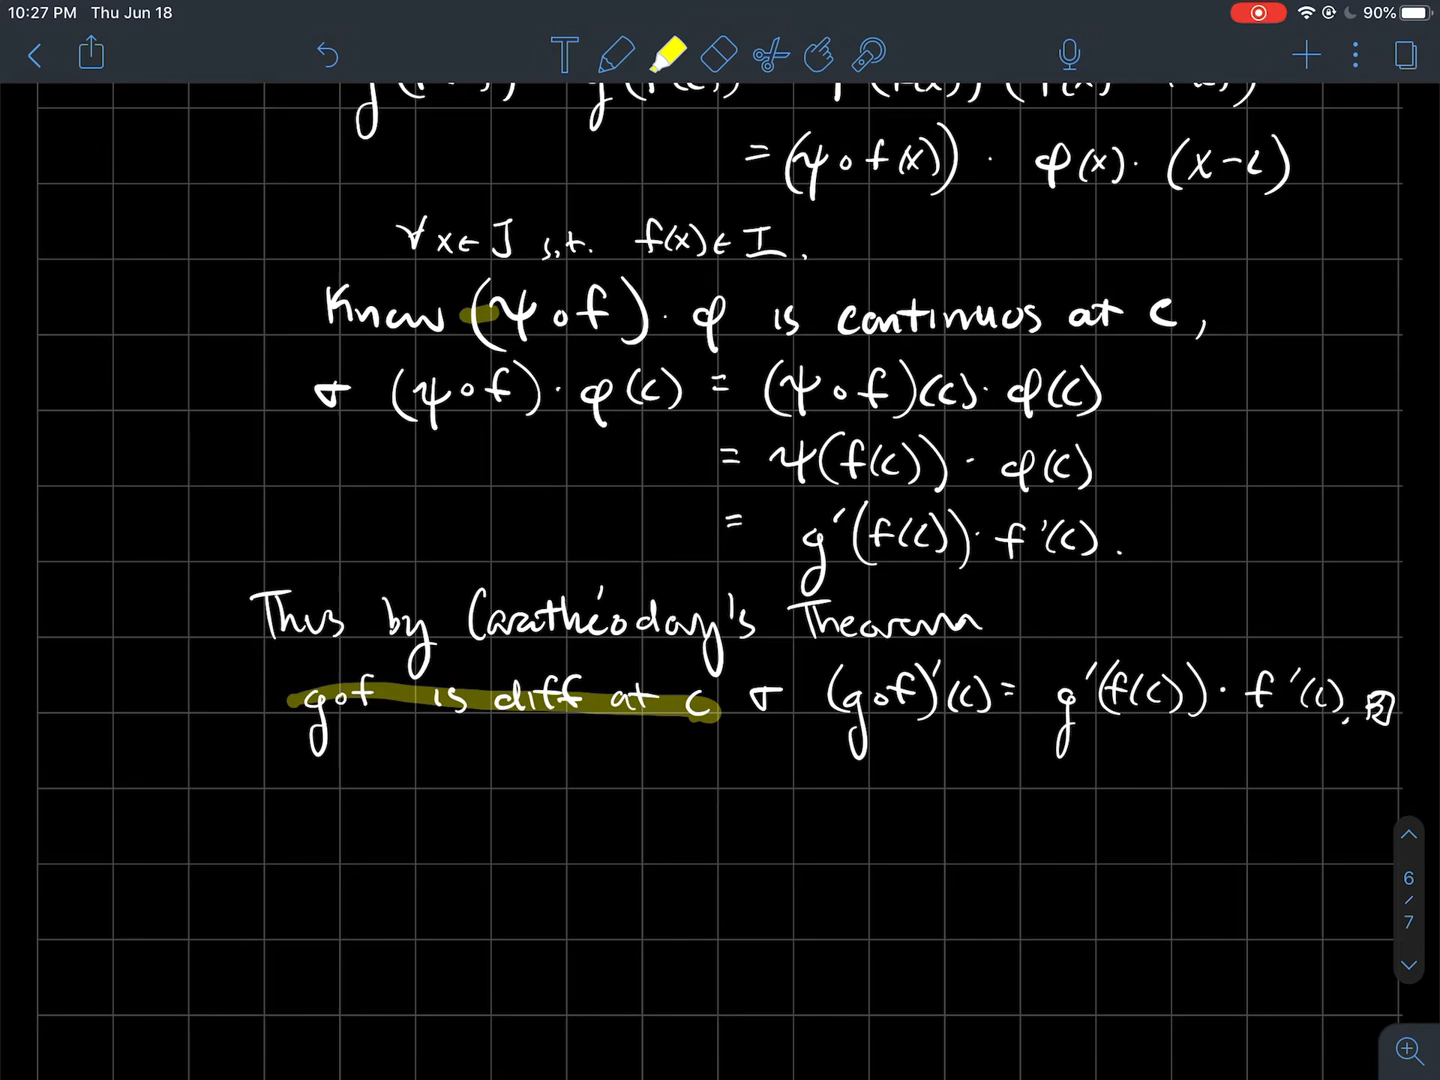 10:27 PM Thu Jun 18
90%
= (ψ∘f(x)) · φ(x) · (x-c)
∀x∈J s.t. f(x)∈I.
Know (ψ∘f)·φ is continuos at c,
& (ψ∘f)·φ(c) = (ψ∘f)(c)·φ(c)
= ψ(f(c)) · φ(c)
= g'(f(c)) · f'(c).
Thus by Carathéodory's Theorem
g∘f is diff at c & (g∘f)'(c) = g'(f(c)) · f'(c).
6
/
7